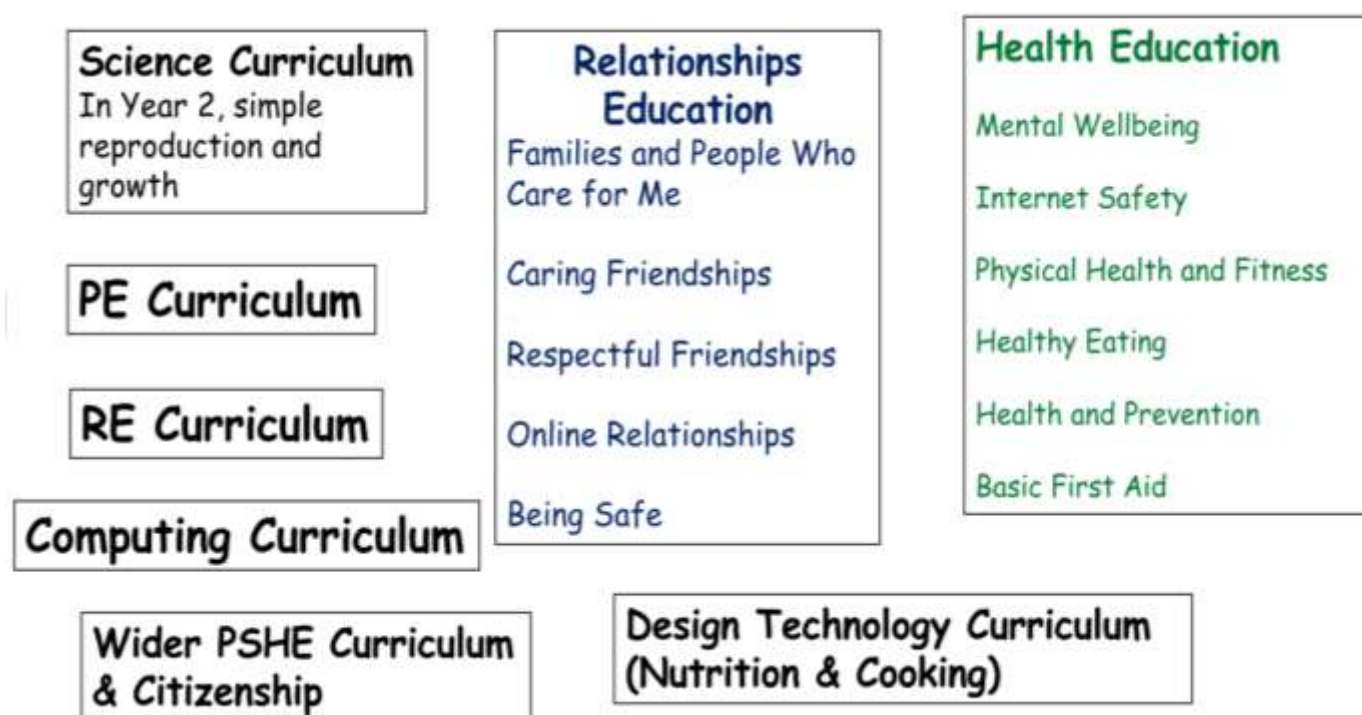 Science Curriculum
In Year 2, simple
reproduction and
growth
PE Curriculum
RE Curriculum
Computing Curriculum
Wider PSHE Curriculum
& Citizenship
Relationships
Education
Families and People Who
Care for Me
Caring Friendships
Respectful Friendships
Online Relationships
Being Safe
Health Education
Mental Wellbeing
Internet Safety
Physical Health and Fitness
Healthy Eating
Health and Prevention
Basic First Aid
Design Technology Curriculum
(Nutrition & Cooking)